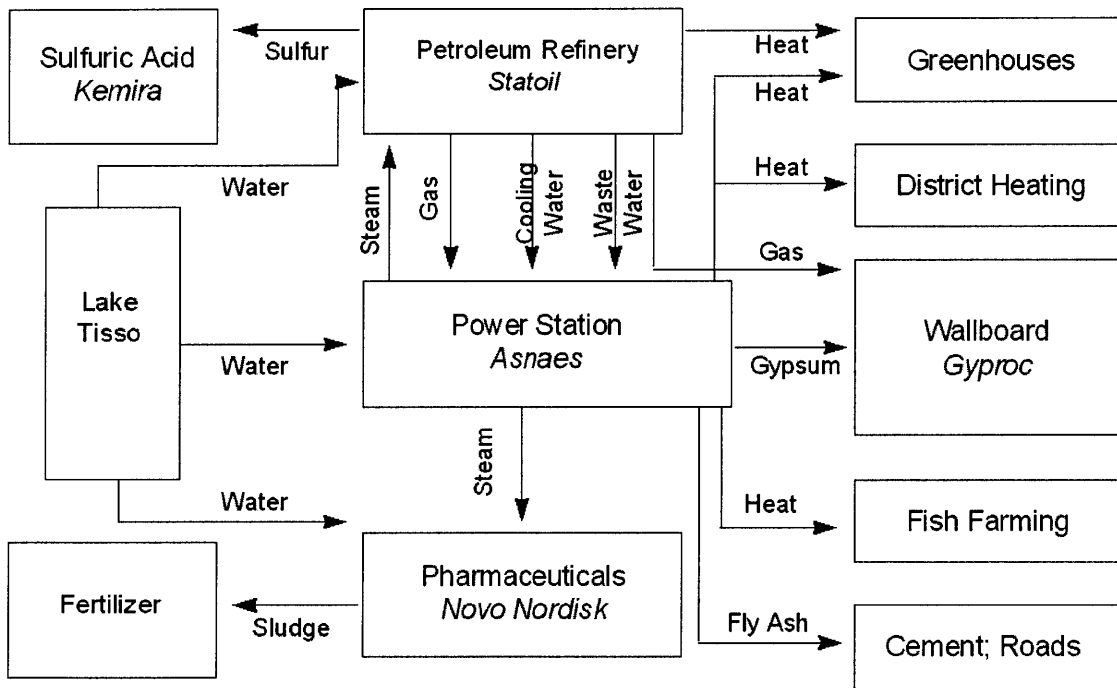 Sulfuric Acid
Kemira
Sulfur
Petroleum Refinery
Statoil
Heat
Heat
Greenhouses
Water
Steam
Gas
Cooling
Water
Waste
Water
Heat
District Heating
Gas
Lake
Tisso
Water
Power Station
Asnaes
Gypsum
Wallboard
Gyproc
Steam
Water
Heat
Fish Farming
Fertilizer
Sludge
Pharmaceuticals
Novo Nordisk
Fly Ash
Cement; Roads